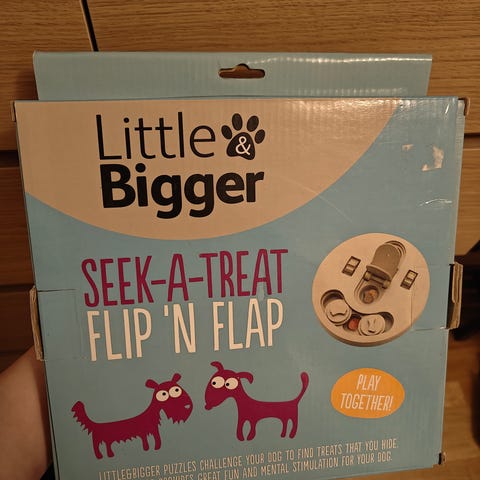 Little &
Bigger
SEEK-A-TREAT
FLIP 'N FLAP
PLAY
TOGETHER!
LITTLE&BIGGER PUZZLES CHALLENGE YOUR DOG TO FIND TREATS THAT YOU HIDE.
PROVIDES GREAT FUN AND MENTAL STIMULATION FOR YOUR DOG.